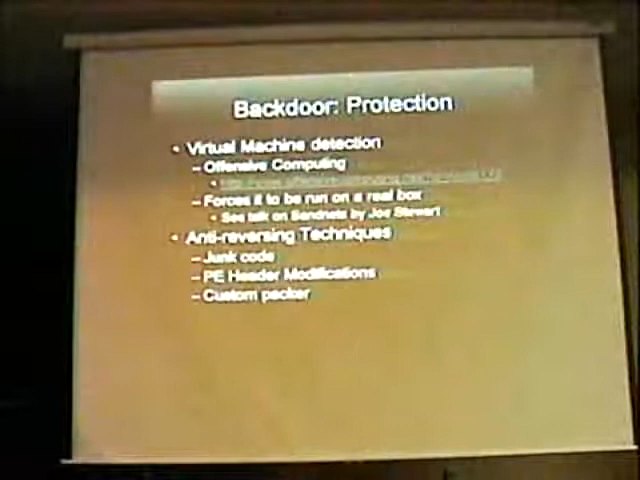 Backdoor: Protection
• Virtual Machine detection
– Offensive Computing
– Forces it to be run on a real box
• See talk on Sandnets by Joe Stewart
• Anti-reversing Techniques
– Junk code
– PE Header Modifications
– Custom packer